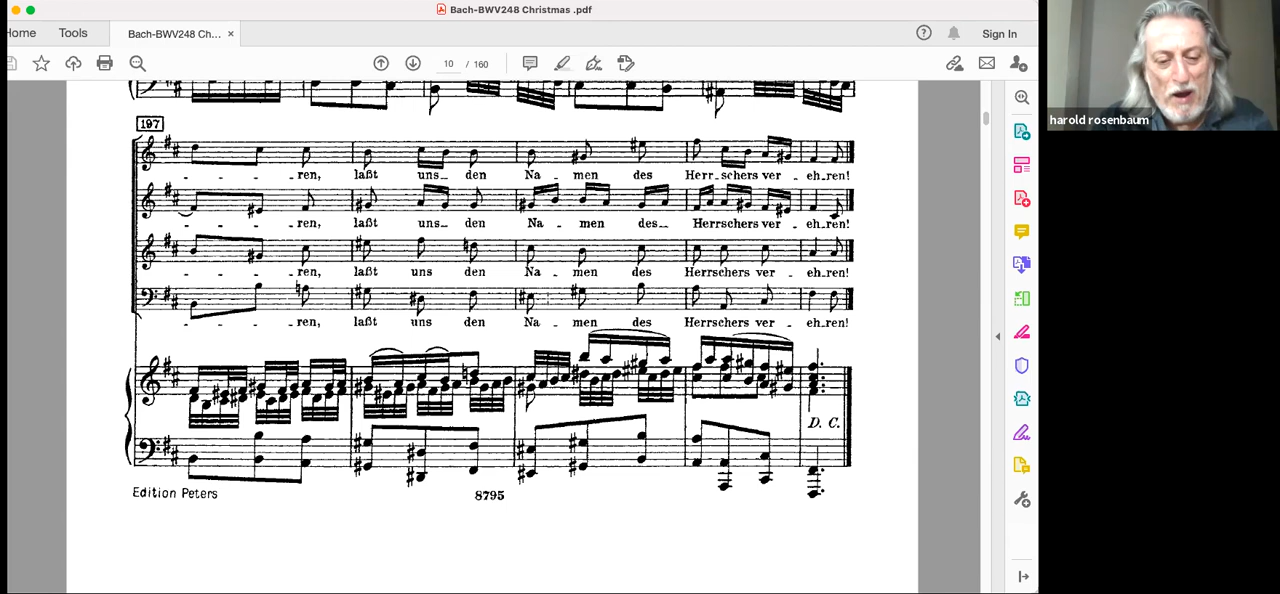 Bach-BWV248 Christmas .pdf
Home
Tools
Bach-BWV248 Ch... ×
Sign In
10 / 160
harold rosenbaum
197
- - - ren, laßt uns den Na - men des Herr-schers ver - eh-ren!
- - - ren, laßt uns den Na - men des Herrschers ver - eh-ren!
- - - ren, laßt uns den Na - men des Herrschers ver - eh-ren!
- - - ren, laßt uns den Na - men des Herrschers ver - eh-ren!
D. C.
Edition Peters
8795